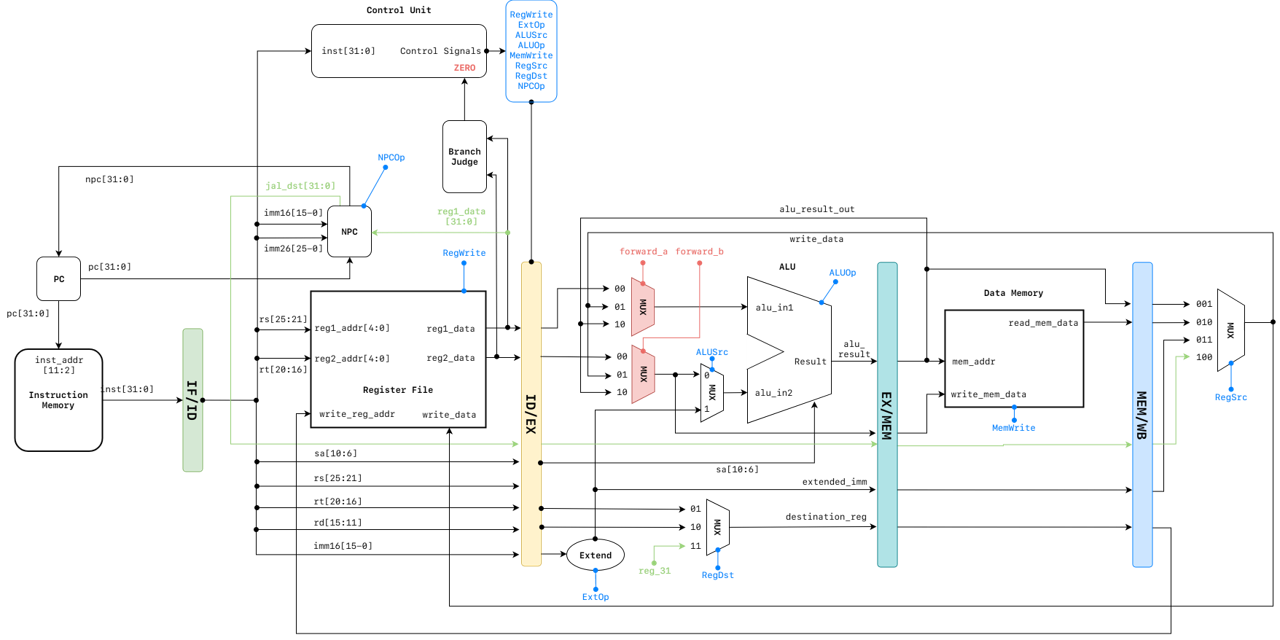 Control Unit
inst[31:0]
Control Signals
ZERO
RegWrite
ExtOp
ALUSrc
ALUOp
MemWrite
RegSrc
RegDst
NPCOp
Branch
Judge
NPCOp
npc[31:0]
jal_dst[31:0]
imm16[15-0]
NPC
imm26[25-0]
reg1_data
[31:0]
RegWrite
PC
pc[31:0]
pc[31:0]
inst_addr
[11:2]
Instruction
Memory
inst[31:0]
IF/ID
rs[25:21]
reg1_addr[4:0]
reg1_data
reg2_addr[4:0]
reg2_data
rt[20:16]
Register File
write_reg_addr
write_data
sa[10:6]
rs[25:21]
rt[20:16]
rd[15:11]
imm16[15-0]
ID/EX
alu_result_out
write_data
forward_a
forward_b
00
01
10
MUX
00
01
10
MUX
ALUSrc
0
1
MUX
ALU
ALUOp
alu_in1
Result
alu_in2
alu_
result
sa[10:6]
extended_imm
01
10
11
MUX
destination_reg
reg_31
RegDst
Extend
ExtOp
EX/MEM
Data Memory
read_mem_data
mem_addr
write_mem_data
MemWrite
MEM/WB
001
010
011
100
MUX
RegSrc